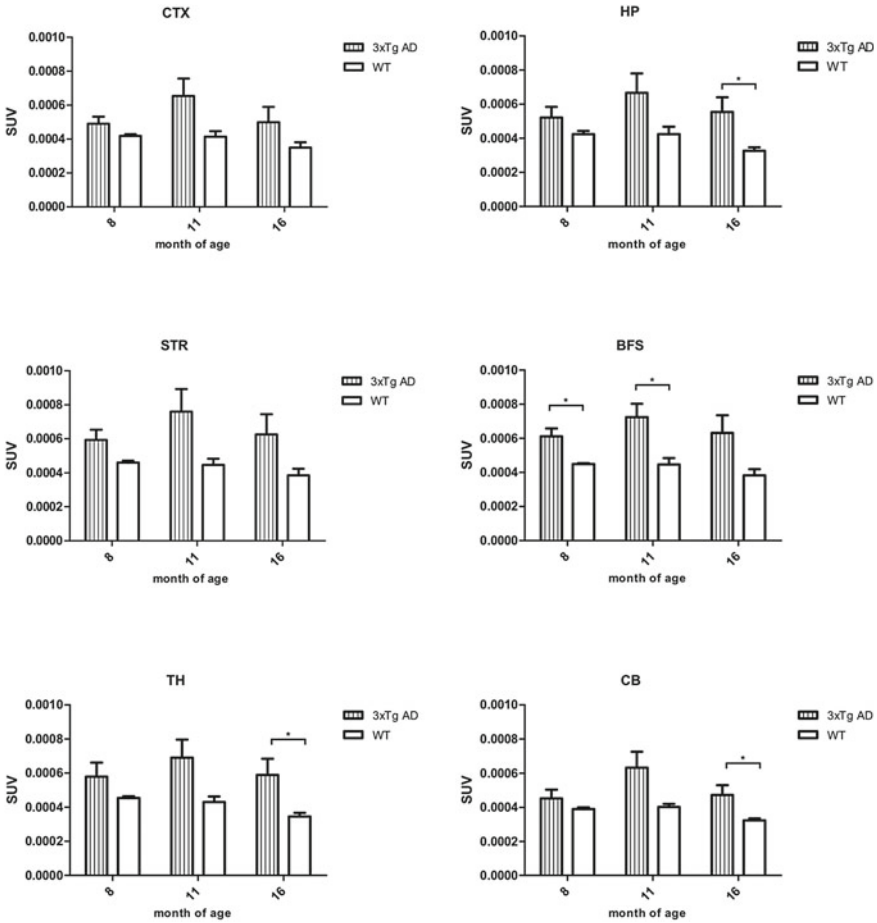 CTX
0.0010
0.0008
0.0006
0.0004
0.0002
0.0000
SUV
8
11
16
month of age
3xTg AD
WT
HP
0.0010
0.0008
0.0006
0.0004
0.0002
0.0000
SUV
*
8
11
16
month of age
3xTg AD
WT
STR
0.0010
0.0008
0.0006
0.0004
0.0002
0.0000
SUV
8
11
16
month of age
3xTg AD
WT
BFS
0.0010
0.0008
0.0006
0.0004
0.0002
0.0000
SUV
*
*
8
11
16
month of age
3xTg AD
WT
TH
0.0010
0.0008
0.0006
0.0004
0.0002
0.0000
SUV
*
8
11
16
month of age
3xTg AD
WT
CB
0.0010
0.0008
0.0006
0.0004
0.0002
0.0000
SUV
*
8
11
16
month of age
3xTg AD
WT